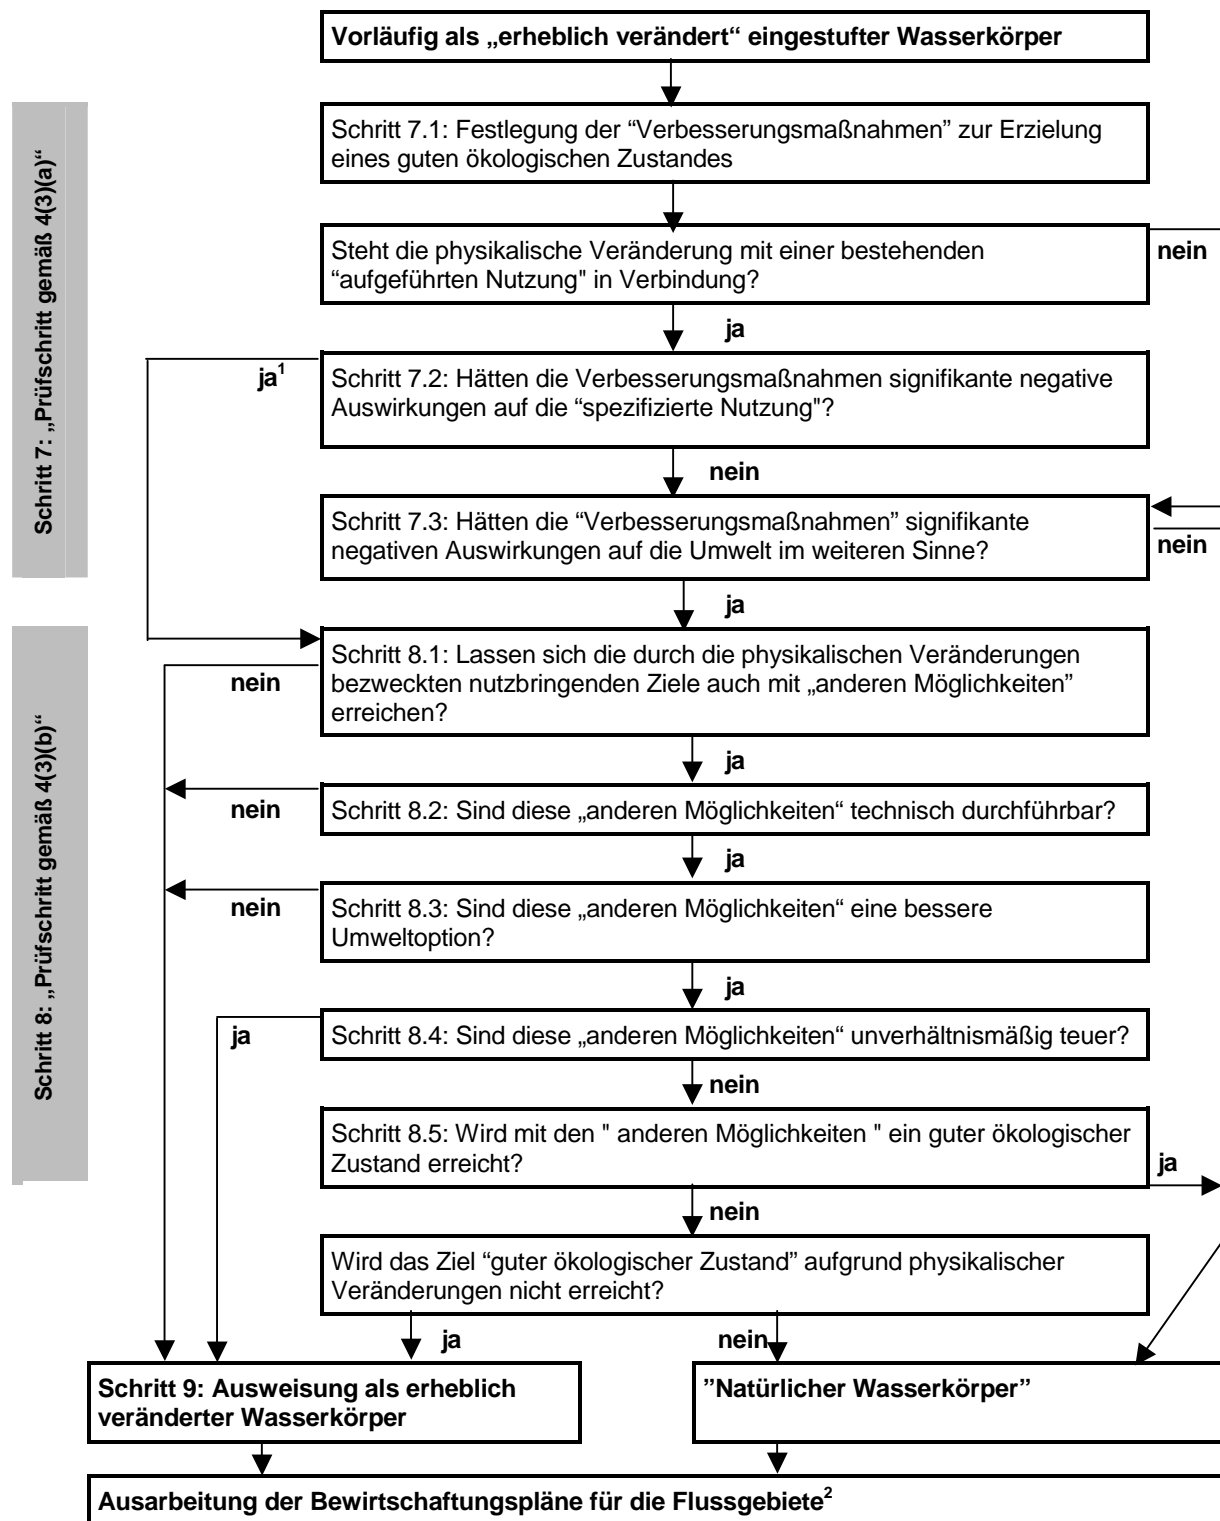 Vorläufig als „erheblich verändert“ eingestufter Wasserkörper
Schritt 7: „Prüfschritt gemäß 4(3)(a)“
Schritt 7.1: Festlegung der “Verbesserungsmaßnahmen” zur Erzielung
eines guten ökologischen Zustandes
Steht die physikalische Veränderung mit einer bestehenden
“aufgeführten Nutzung" in Verbindung?
nein
ja
ja¹
Schritt 7.2: Hätten die Verbesserungsmaßnahmen signifikante negative
Auswirkungen auf die “spezifizierte Nutzung"?
nein
Schritt 7.3: Hätten die “Verbesserungsmaßnahmen” signifikante
negativen Auswirkungen auf die Umwelt im weiteren Sinne?
nein
ja
Schritt 8: „Prüfschritt gemäß 4(3)(b)“
Schritt 8.1: Lassen sich die durch die physikalischen Veränderungen
bezweckten nutzbringenden Ziele auch mit „anderen Möglichkeiten”
erreichen?
nein
ja
Schritt 8.2: Sind diese „anderen Möglichkeiten“ technisch durchführbar?
nein
ja
Schritt 8.3: Sind diese „anderen Möglichkeiten“ eine bessere
Umweltoption?
nein
ja
Schritt 8.4: Sind diese „anderen Möglichkeiten“ unverhältnismäßig teuer?
ja
nein
Schritt 8.5: Wird mit den " anderen Möglichkeiten " ein guter ökologischer
Zustand erreicht?
ja
nein
Wird das Ziel “guter ökologischer Zustand” aufgrund physikalischer
Veränderungen nicht erreicht?
ja
nein
Schritt 9: Ausweisung als erheblich
veränderter Wasserkörper
”Natürlicher Wasserkörper”
Ausarbeitung der Bewirtschaftungspläne für die Flussgebiete²